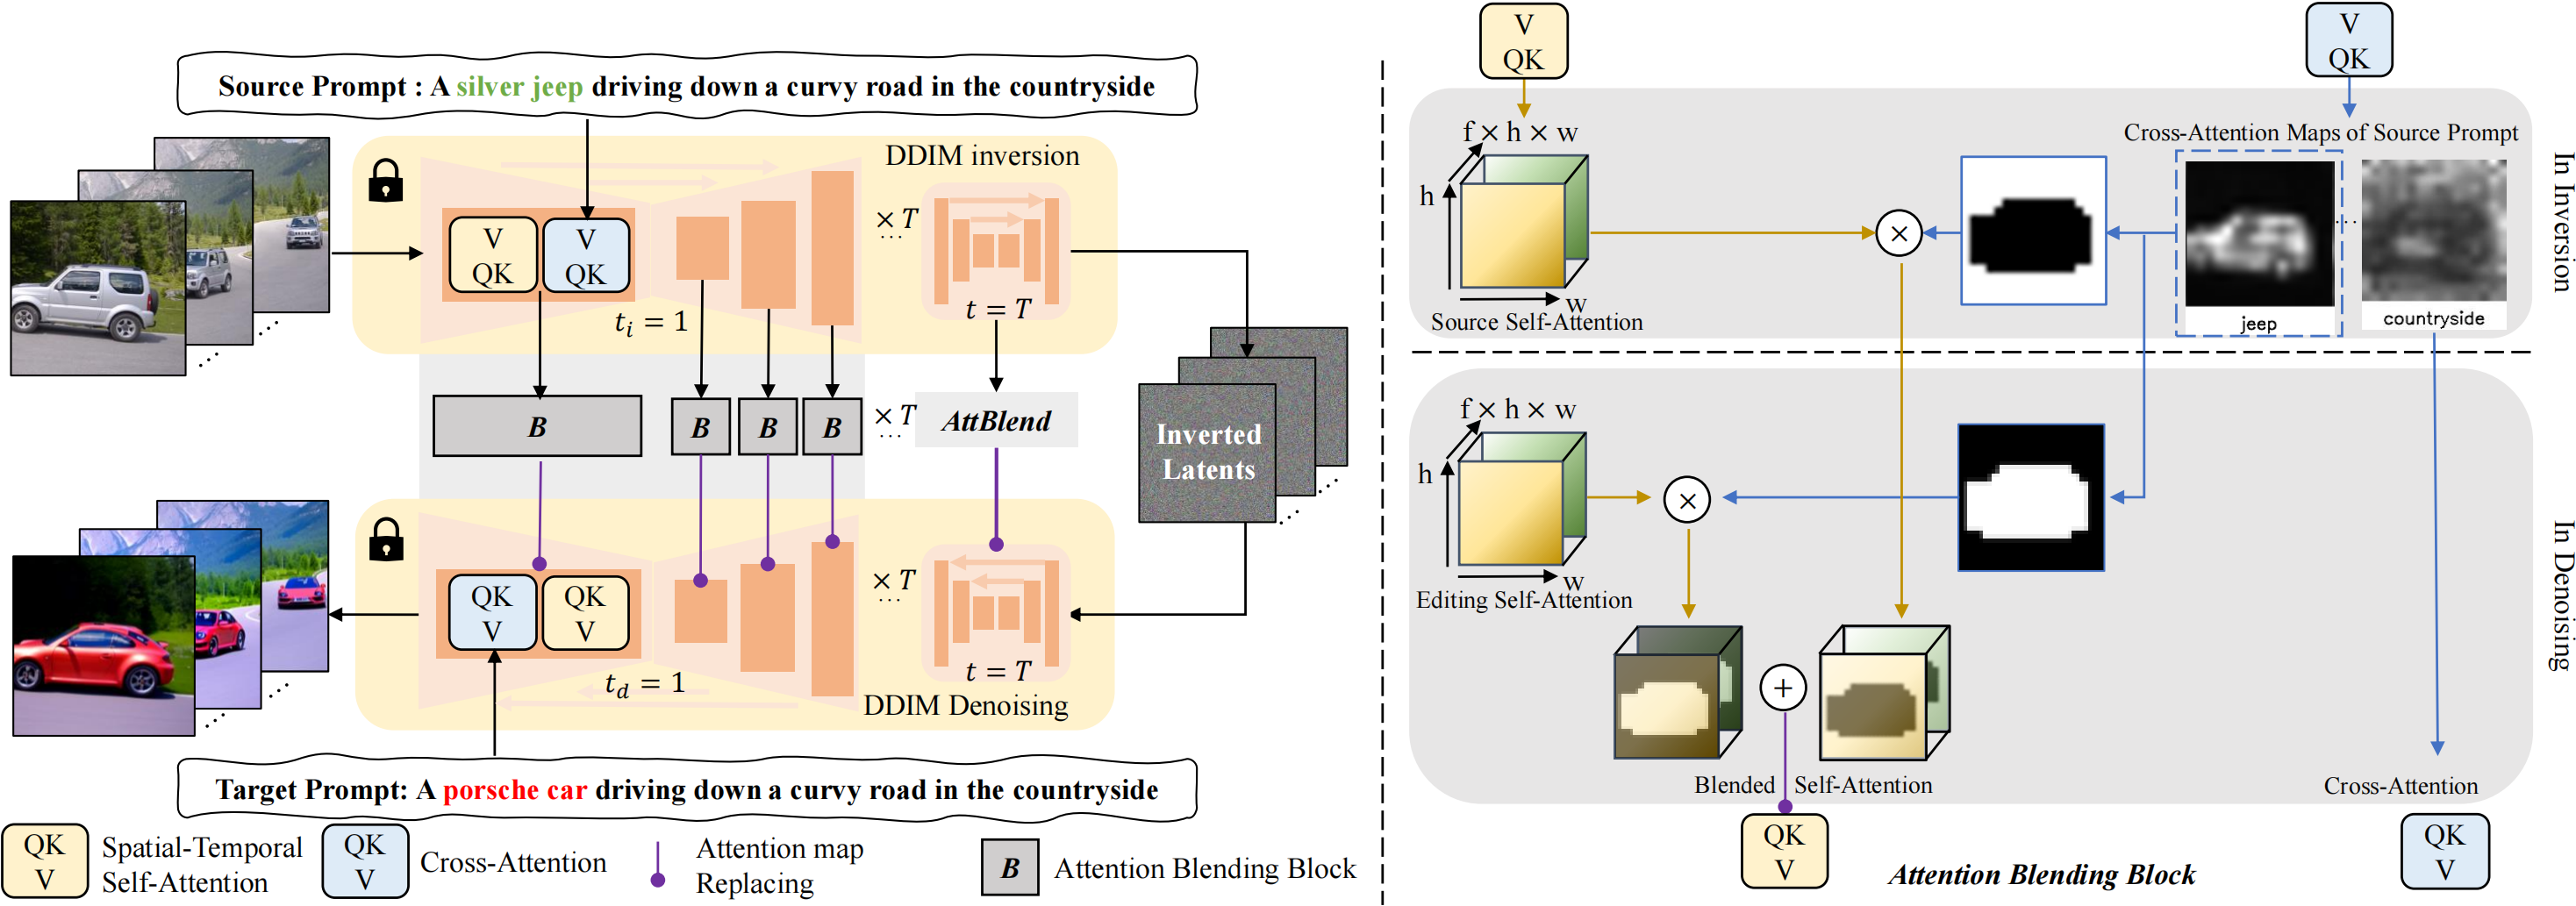 Source Prompt : A silver jeep driving down a curvy road in the countryside
DDIM inversion
V
QK
V
QK
× T
...
t_i = 1
t = T
B
B
B
B
× T
...
AttBlend
Inverted
Latents
QK
V
QK
V
× T
...
t_d = 1
t = T
DDIM Denoising
Target Prompt: A porsche car driving down a curvy road in the countryside
QK
V
Spatial-Temporal
Self-Attention
QK
V
Cross-Attention
Attention map
Replacing
B
Attention Blending Block
V
QK
V
QK
f × h × w
h
w
Source Self-Attention
×
Cross-Attention Maps of Source Prompt
jeep
...
countryside
In Inversion
f × h × w
h
w
Editing Self-Attention
×
+
Blended Self-Attention
Cross-Attention
In Denoising
QK
V
Attention Blending Block
QK
V